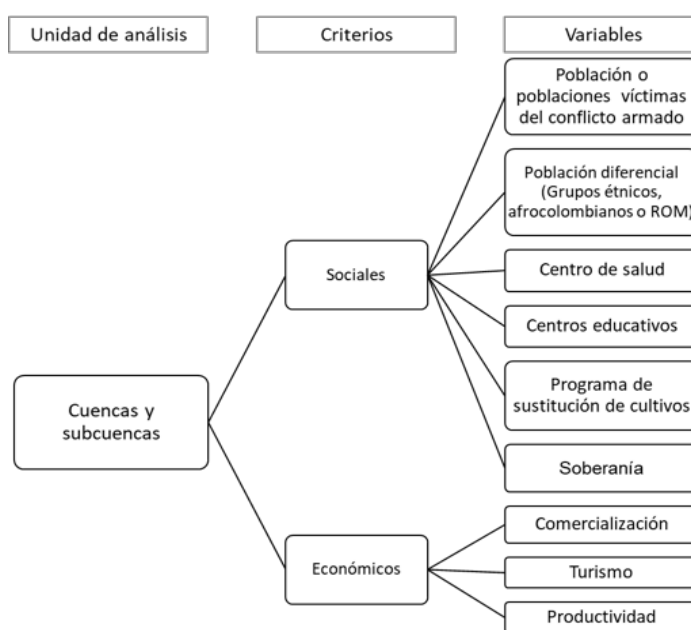 Unidad de análisis
Criterios
Variables
Población o
poblaciones víctimas
del conflicto armado
Población diferencial
(Grupos étnicos,
afrocolombianos o ROM)
Sociales
Centro de salud
Centros educativos
Cuencas y
subcuencas
Programa de
sustitución de cultivos
Soberanía
Económicos
Comercialización
Turismo
Productividad